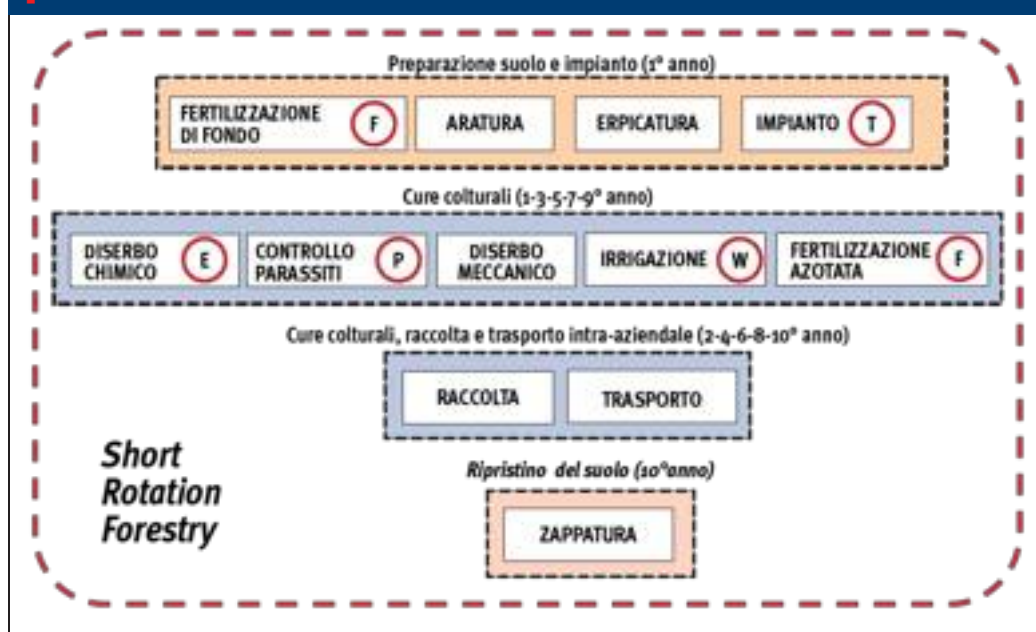 Preparazione suolo e impianto (1° anno)
FERTILIZZAZIONE
DI FONDO
F
ARATURA
ERPICATURA
IMPIANTO
T
Cure colturali (1-3-5-7-9° anno)
DISERBO
CHIMICO
E
CONTROLLO
PARASSITI
P
DISERBO
MECCANICO
IRRIGAZIONE
W
FERTILIZZAZIONE
AZOTATA
F
Cure colturali, raccolta e trasporto intra-aziendale (2-4-6-8-10° anno)
RACCOLTA
TRASPORTO
Short
Rotation
Forestry
Ripristino del suolo (10°anno)
ZAPPATURA